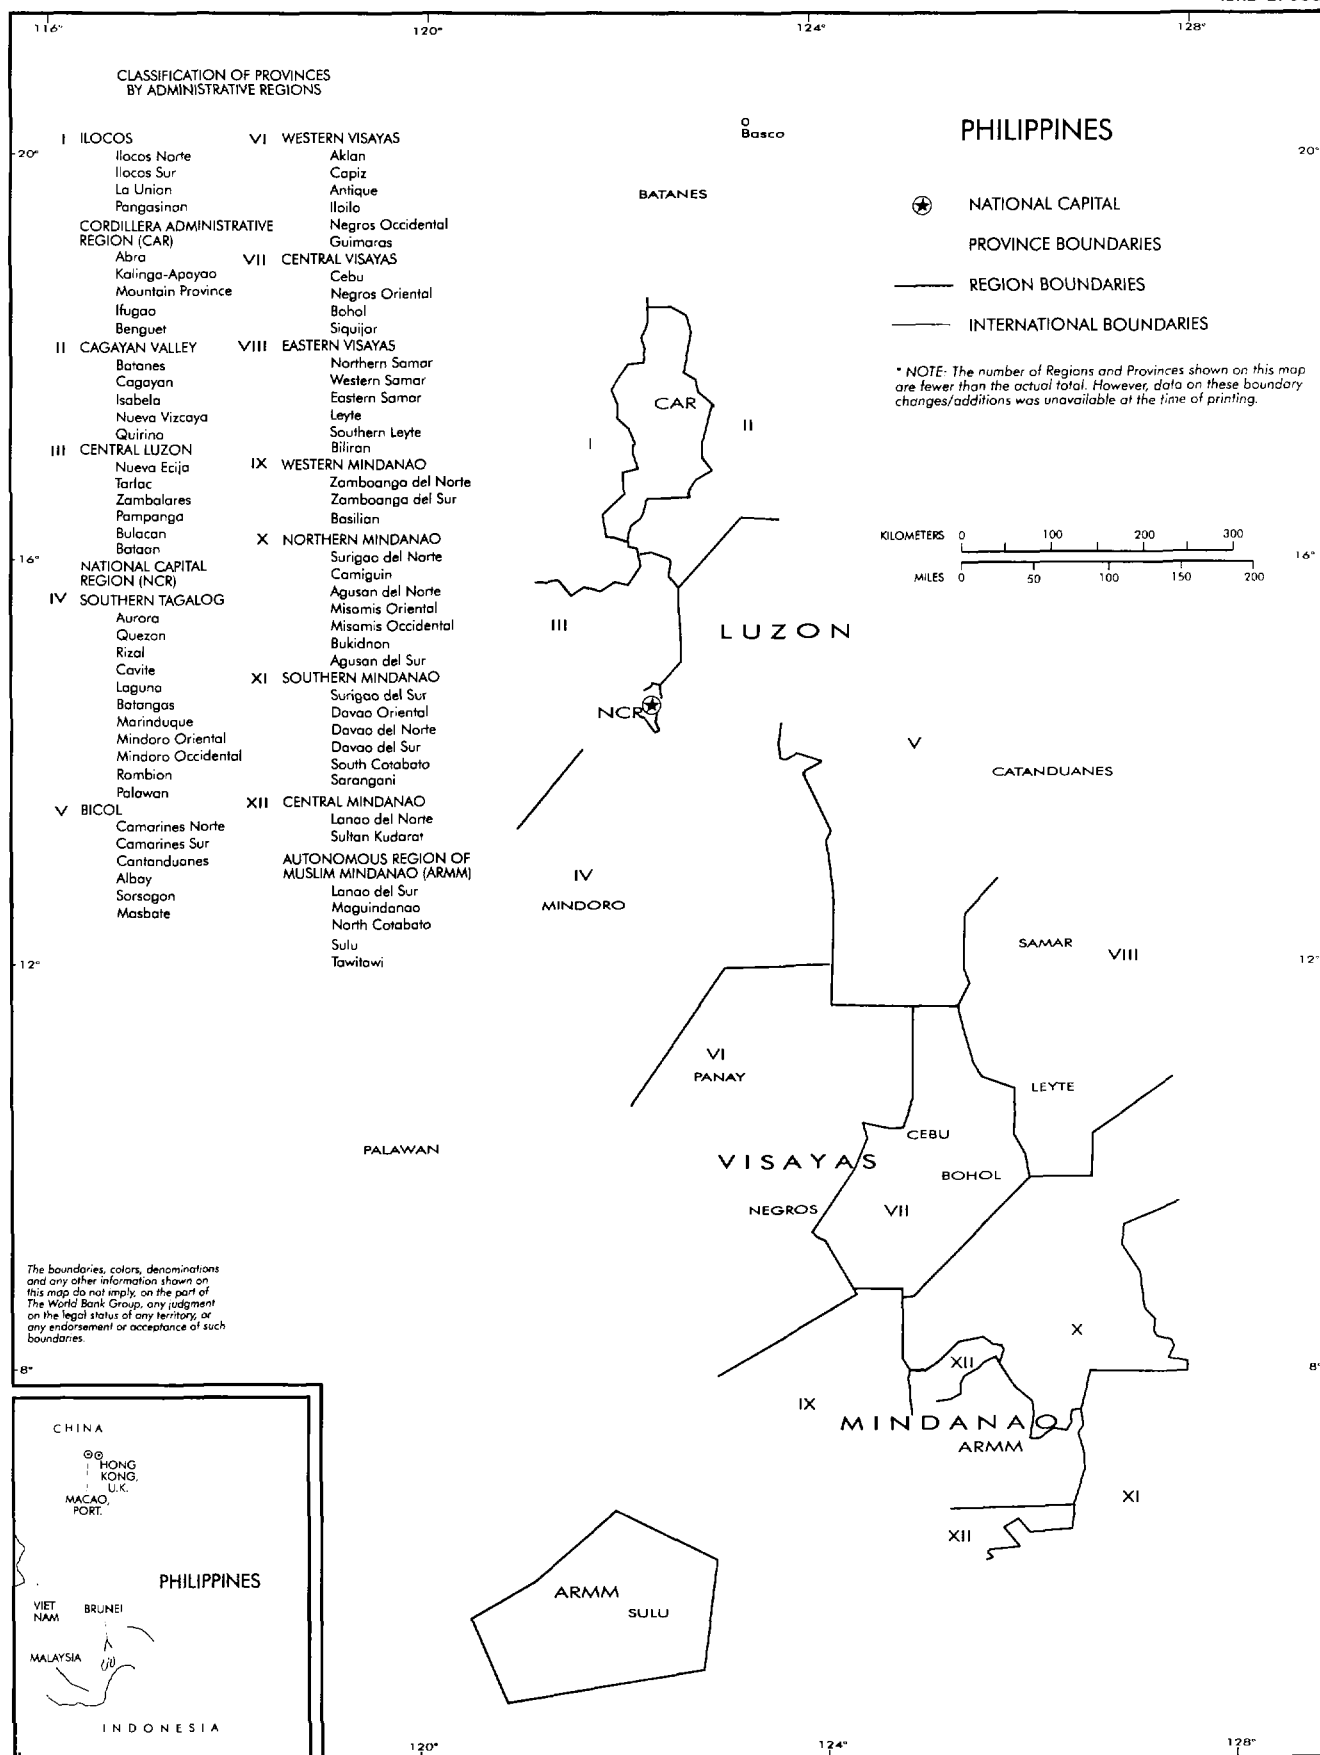 116°
120°
124°
128°
CLASSIFICATION OF PROVINCES
BY ADMINISTRATIVE REGIONS
I ILOCOS
Ilocos Norte
Ilocos Sur
La Union
Pangasinan
CORDILLERA ADMINISTRATIVE
REGION (CAR)
Abra
Kalinga-Apayao
Mountain Province
Ifugao
Benguet
II CAGAYAN VALLEY
Batanes
Cagayan
Isabela
Nueva Vizcaya
Quirino
III CENTRAL LUZON
Nueva Ecija
Tarlac
Zambalares
Pampanga
Bulacan
Bataan
NATIONAL CAPITAL
REGION (NCR)
IV SOUTHERN TAGALOG
Aurora
Quezon
Rizal
Cavite
Laguna
Batangas
Marinduque
Mindoro Oriental
Mindoro Occidental
Rombion
Palawan
V BICOL
Camarines Norte
Camarines Sur
Cantanduanes
Albay
Sorsogon
Masbate
VI WESTERN VISAYAS
Aklan
Capiz
Antique
Iloilo
Negros Occidental
Guimaras
VII CENTRAL VISAYAS
Cebu
Negros Oriental
Bohol
Siquijor
VIII EASTERN VISAYAS
Northern Samar
Western Samar
Eastern Samar
Leyte
Southern Leyte
Biliran
IX WESTERN MINDANAO
Zamboanga del Norte
Zamboanga del Sur
Basilian
X NORTHERN MINDANAO
Surigao del Norte
Camiguin
Agusan del Norte
Misamis Oriental
Misamis Occidental
Bukidnon
Agusan del Sur
XI SOUTHERN MINDANAO
Surigao del Sur
Davao Oriental
Davao del Norte
Davao del Sur
South Cotabato
Sarangani
XII CENTRAL MINDANAO
Lanao del Norte
Sultan Kudarat
AUTONOMOUS REGION OF
MUSLIM MINDANAO (ARMM)
Lanao del Sur
Maguindanao
North Cotabato
Sulu
Tawitawi
PHILIPPINES
NATIONAL CAPITAL
PROVINCE BOUNDARIES
REGION BOUNDARIES
INTERNATIONAL BOUNDARIES
* NOTE: The number of Regions and Provinces shown on this map
are fewer than the actual total. However, data on these boundary
changes/additions was unavailable at the time of printing.
KILOMETERS 0 100 200 300
MILES 0 50 100 150 200
20°
20°
16°
16°
12°
12°
8°
8°
Basco
BATANES
CAR
II
I
III
LUZON
NCR
V
CATANDUANES
IV
MINDORO
SAMAR
VIII
VI
PANAY
LEYTE
CEBU
PALAWAN
VISAYAS
BOHOL
NEGROS
VII
X
XII
IX
MINDANAO
ARMM
XI
XII
ARMM
SULU
The boundaries, colors, denominations
and any other information shown on
this map do not imply, on the part of
The World Bank Group, any judgment
on the legal status of any territory, or
any endorsement or acceptance of such
boundaries.
CHINA
HONG
KONG,
U.K.
MACAO,
PORT.
PHILIPPINES
VIET
NAM
BRUNEI
MALAYSIA
INDONESIA
120°
124°
128°